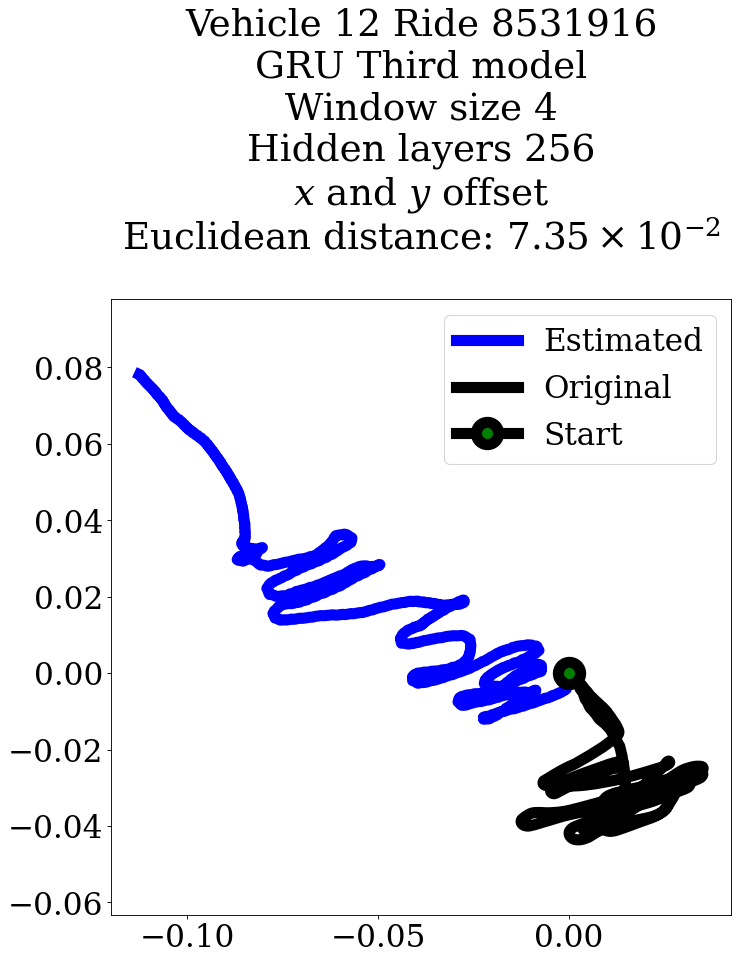 Vehicle 12 Ride 8531916
GRU Third model
Window size 4
Hidden layers 256
x and y offset
Euclidean distance: 7.35 × 10⁻²
Estimated
Original
Start
0.08
0.06
0.04
0.02
0.00
−0.02
−0.04
−0.06
−0.10
−0.05
0.00